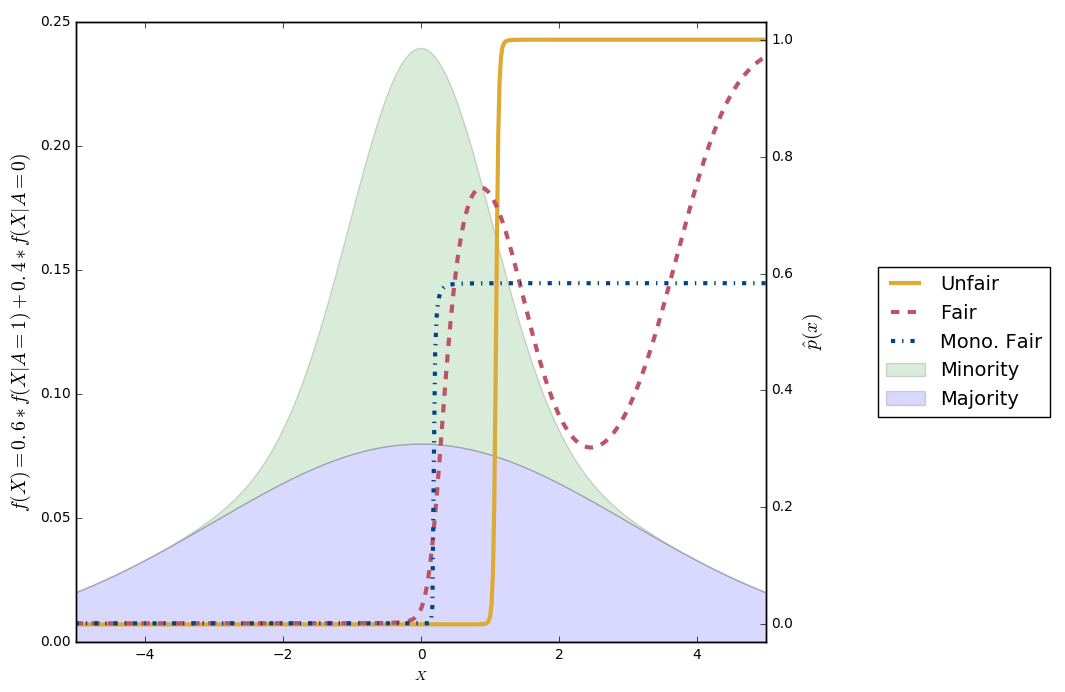 0.25
0.20
0.15
0.10
0.05
0.00
f(X) = 0.6 ∗ f(X|A = 1) + 0.4 ∗ f(X|A = 0)
−4 −2 0 2 4
X
1.0
0.8
0.6
0.4
0.2
0.0
p̂(x)
Unfair
Fair
Mono. Fair
Minority
Majority